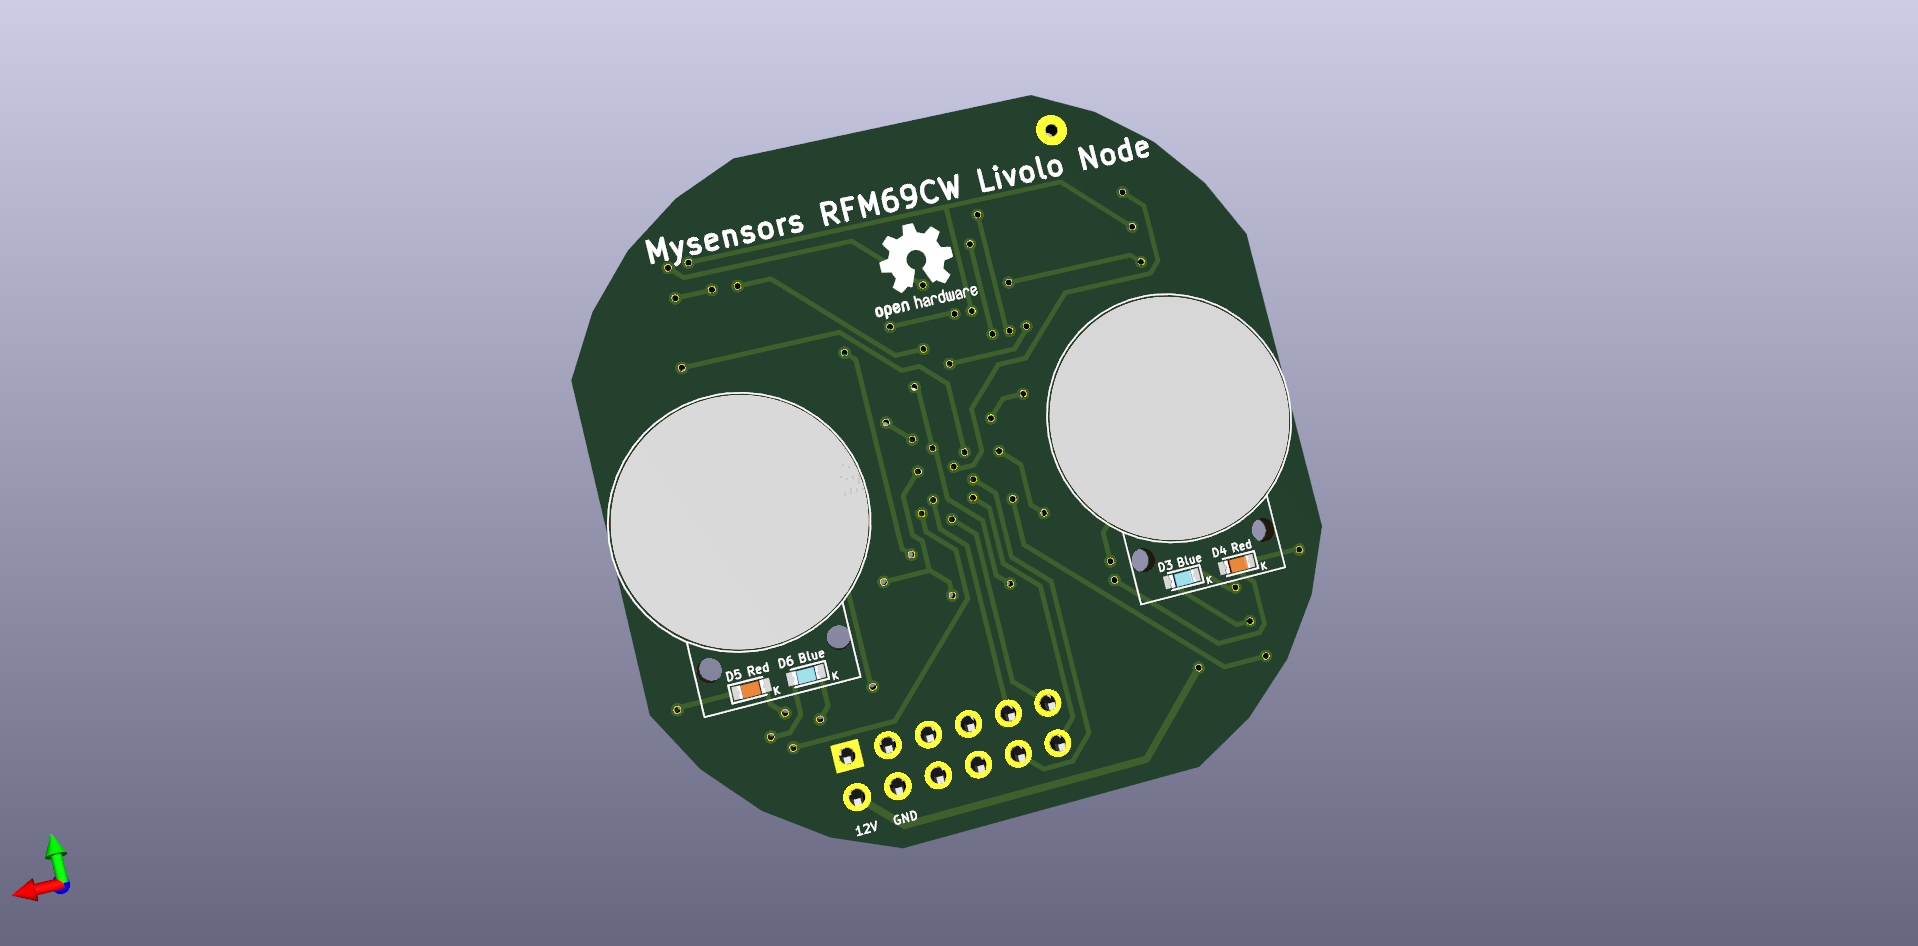 Mysensors RFM69CW Livolo Node
open hardware
D3 Blue
K
D4 Red
K
D5 Red
K
D6 Blue
K
12V
GND